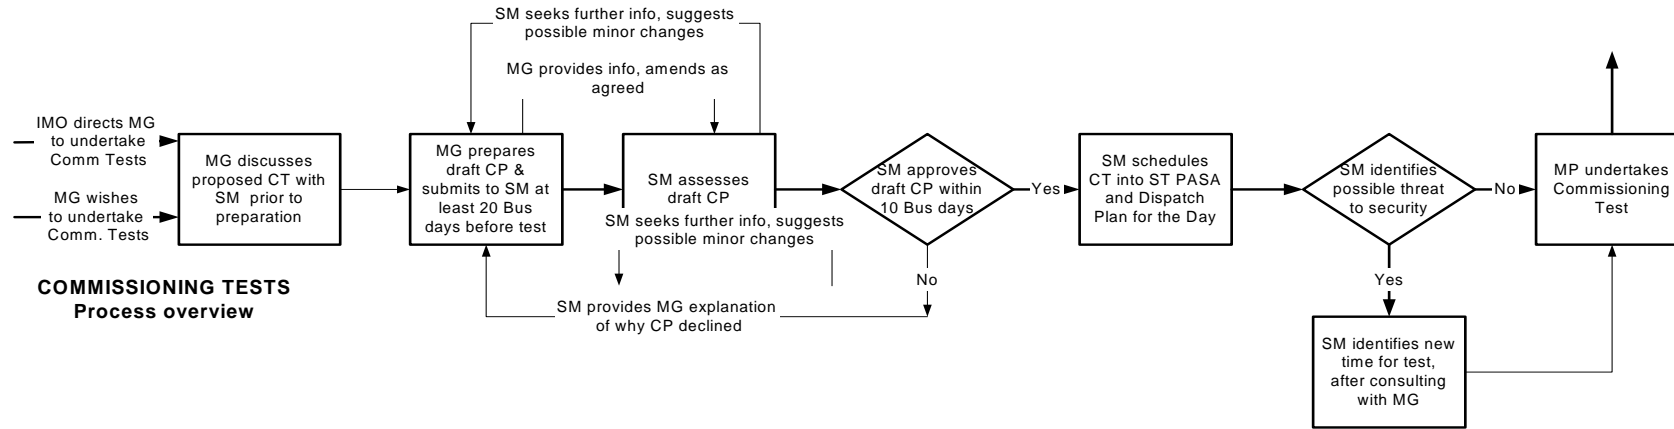 SM seeks further info, suggests
possible minor changes
MG provides info, amends as
agreed
IMO directs MG
to undertake
Comm Tests
MG wishes
to undertake
Comm. Tests
MG discusses
proposed CT with
SM prior to
preparation
MG prepares
draft CP &
submits to SM at
least 20 Bus
days before test
SM assesses
draft CP
SM seeks further info, suggests
possible minor changes
SM approves
draft CP within
10 Bus days
Yes
No
SM provides MG explanation
of why CP declined
SM schedules
CT into ST PASA
and Dispatch
Plan for the Day
SM identifies
possible threat
to security
No
Yes
SM identifies new
time for test,
after consulting
with MG
MP undertakes
Commissioning
Test
COMMISSIONING TESTS
Process overview